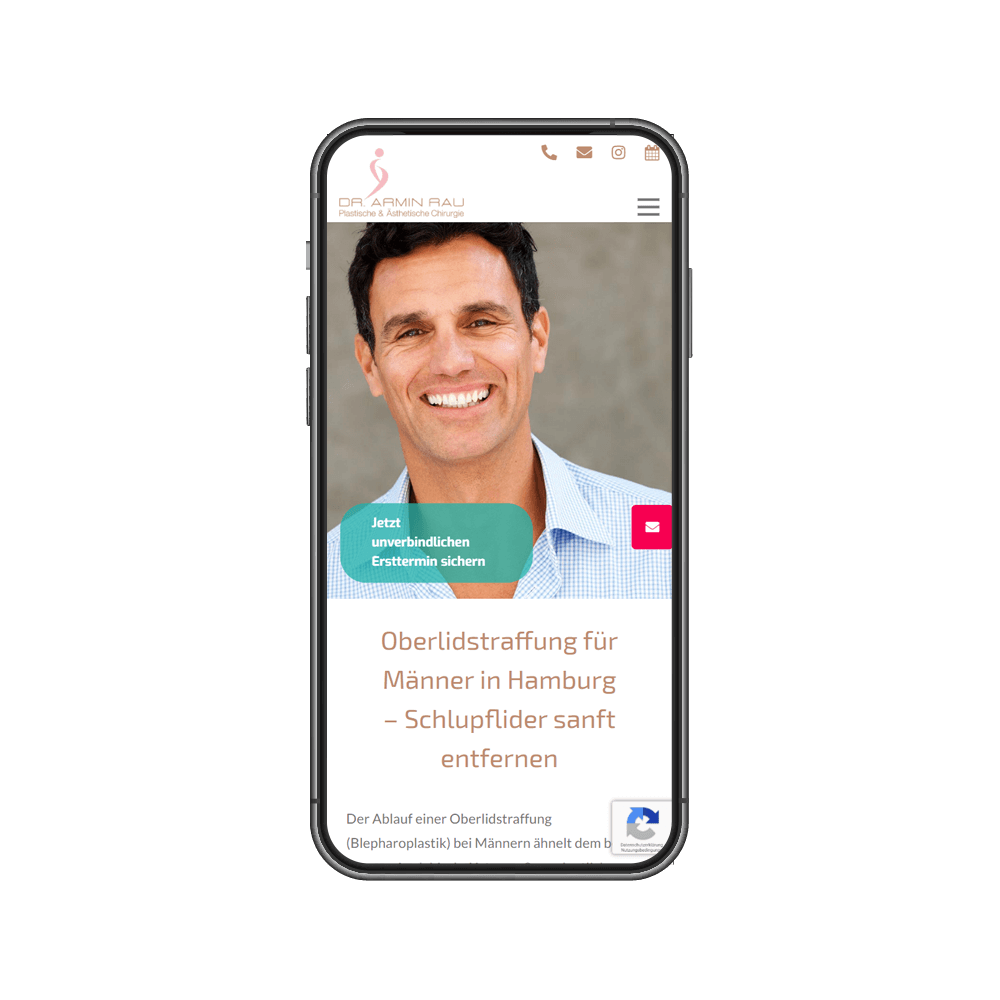 DR. ARMIN RAU
Plastische & Ästhetische Chirurgie
Jetzt
unverbindlichen
Ersttermin sichern
Oberlidstraffung für
Männer in Hamburg
– Schlupflider sanft
entfernen
Der Ablauf einer Oberlidstraffung
(Blepharoplastik) bei Männern ähnelt dem b
Datenschutzerklärung
Nutzungsbedingungen